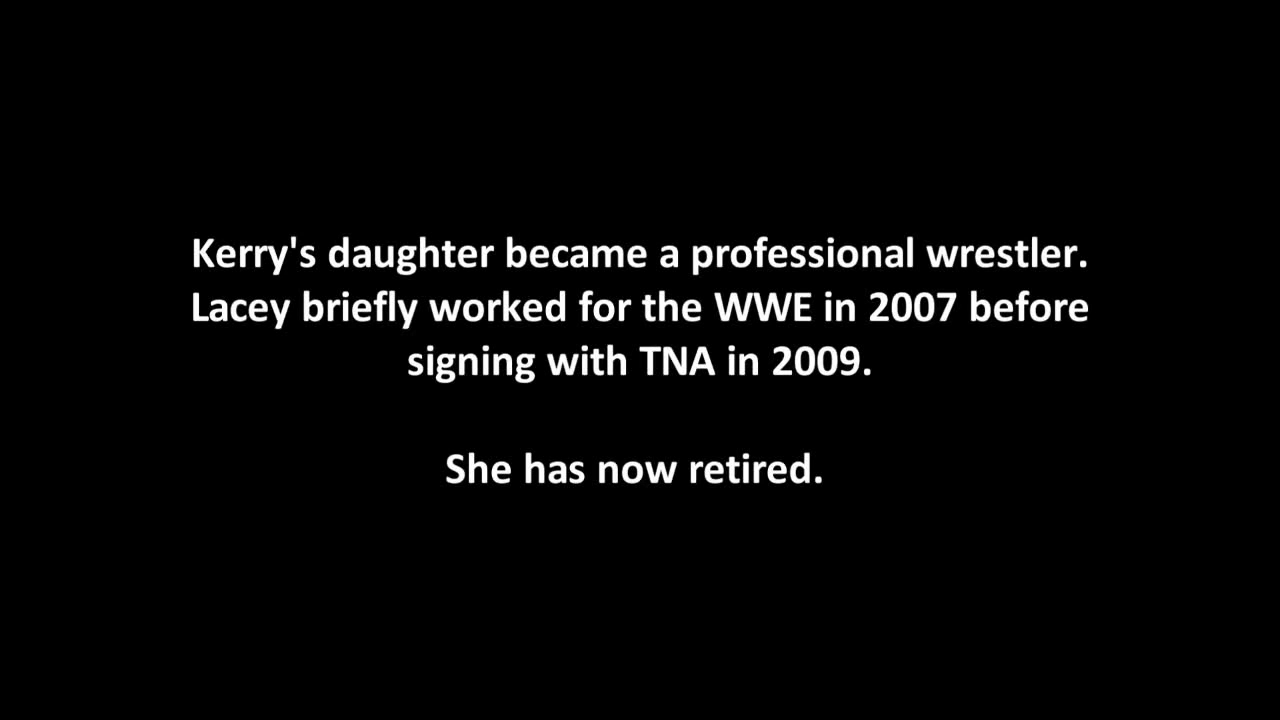 Kerry's daughter became a professional wrestler.
Lacey briefly worked for the WWE in 2007 before
signing with TNA in 2009.
She has now retired.